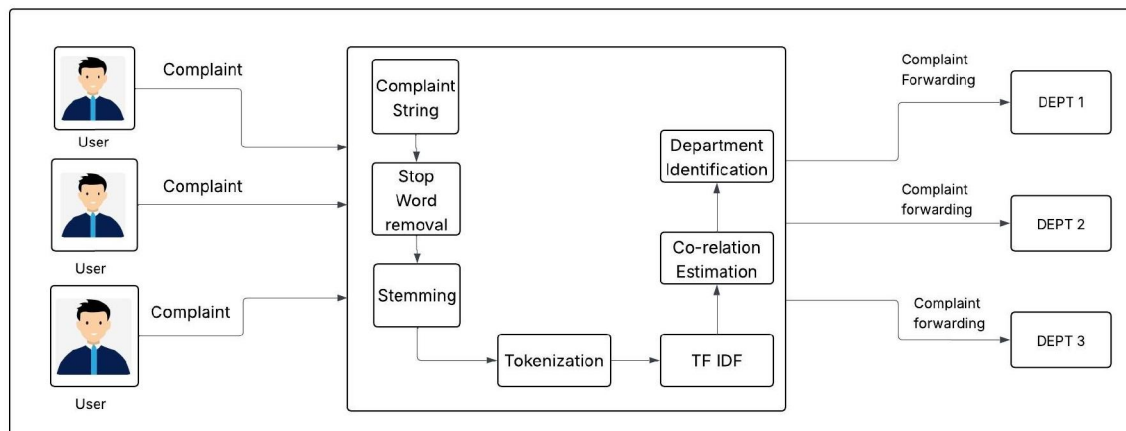 Complaint
User
Complaint
User
Complaint
User
Complaint
String
Stop
Word
removal
Stemming
Tokenization
TF IDF
Co-relation
Estimation
Department
Identification
Complaint
Forwarding
DEPT 1
Complaint
forwarding
DEPT 2
Complaint
forwarding
DEPT 3